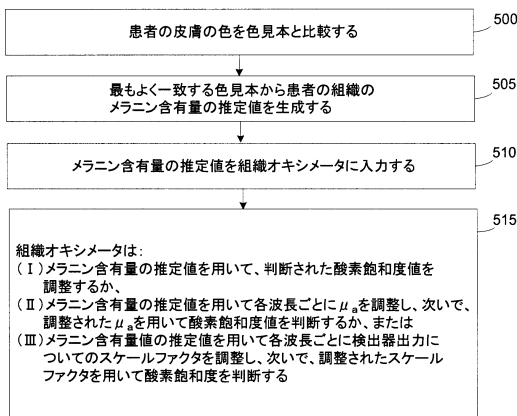 患者の皮膚の色を色見本と比較する
500
最もよく一致する色見本から患者の組織の
メラニン含有量の推定値を生成する
505
メラニン含有量の推定値を組織オキシメータに入力する
510
515
組織オキシメータは:
(Ⅰ)メラニン含有量の推定値を用いて、判断された酸素飽和度値を
調整するか、
(Ⅱ)メラニン含有量の推定値を用いて各波長ごとにμaを調整し、次いで、
調整されたμaを用いて酸素飽和度値を判断するか、または
(Ⅲ)メラニン含有量値の推定値を用いて各波長ごとに検出器出力に
ついてのスケールファクタを調整し、次いで、調整されたスケール
ファクタを用いて酸素飽和度を判断する